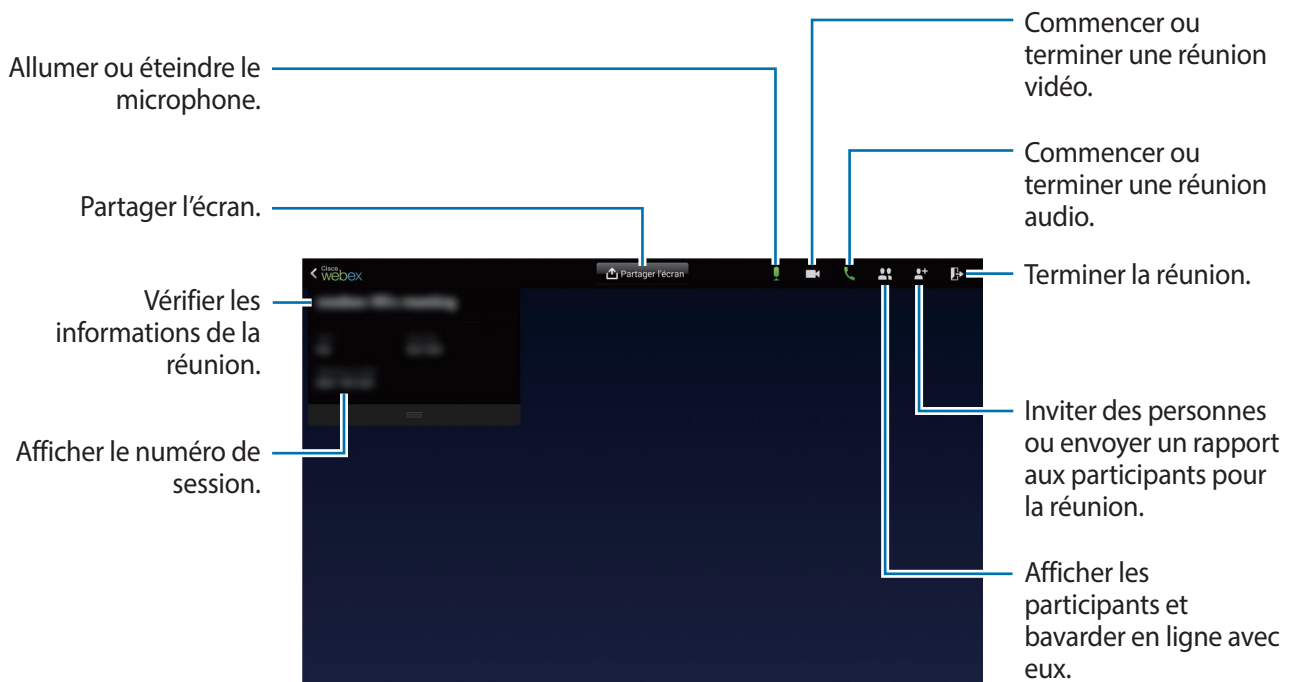 Commencer ou
terminer une réunion
vidéo.
Allumer ou éteindre le
microphone.
Commencer ou
terminer une réunion
audio.
Partager l’écran.
Cisco
webex
Partager l'écran
Terminer la réunion.
Vérifier les
informations de la
réunion.
Inviter des personnes
ou envoyer un rapport
aux participants pour
la réunion.
Afficher le numéro de
session.
Afficher les
participants et
bavarder en ligne avec
eux.